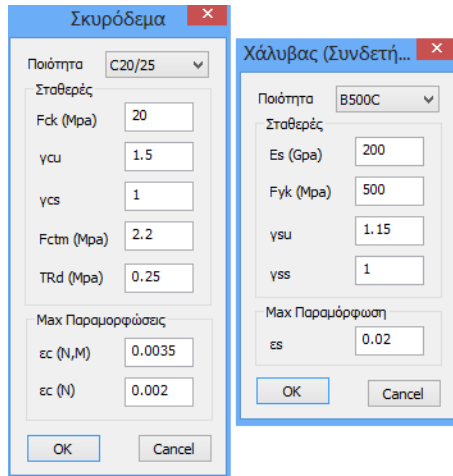 Σκυρόδεμα
Ποιότητα C20/25
Σταθερές
Fck (Mpa) 20
γcu 1.5
γcs 1
Fctm (Mpa) 2.2
TRd (Mpa) 0.25
Max Παραμορφώσεις
εc (N,M) 0.0035
εc (N) 0.002
OK Cancel
Χάλυβας (Συνδετή...
Ποιότητα B500C
Σταθερές
Es (Gpa) 200
Fyk (Mpa) 500
γsu 1.15
γss 1
Max Παραμόρφωση
εs 0.02
OK Cancel